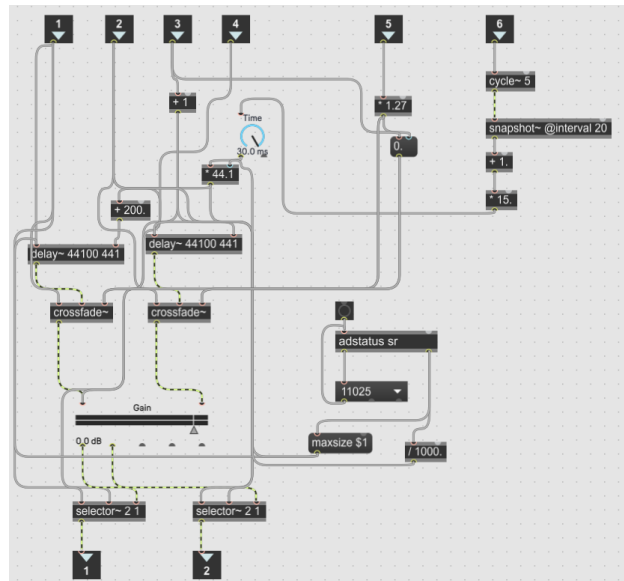 1 2 3 4 5 6
+ 1
* 1.27
cycle~ 5
Time
0.
snapshot~ @interval 20
30.0 ms
+ 1.
* 44.1
* 15.
+ 200.
delay~ 44100 441
delay~ 44100 441
crossfade~
crossfade~
adstatus sr
11025
Gain
0.0 dB
maxsize $1
/ 1000.
selector~ 2 1
selector~ 2 1
1 2